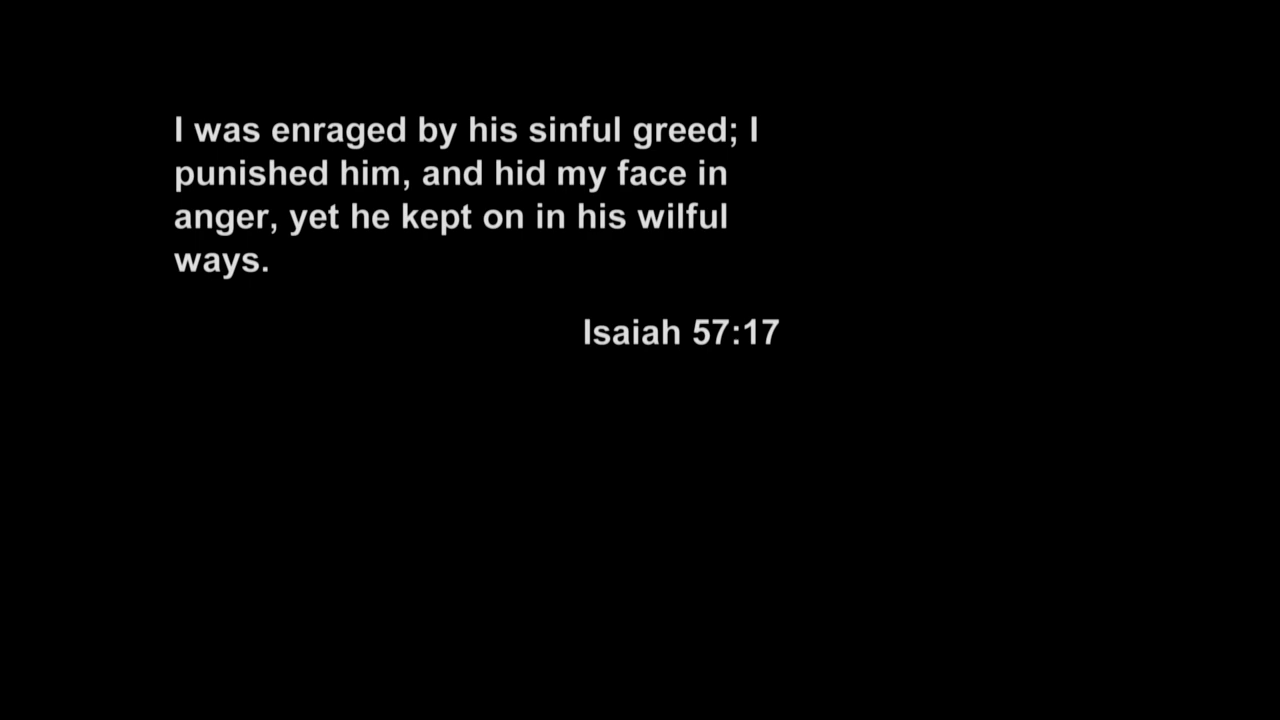 I was enraged by his sinful greed; I
punished him, and hid my face in
anger, yet he kept on in his wilful
ways.
Isaiah 57:17